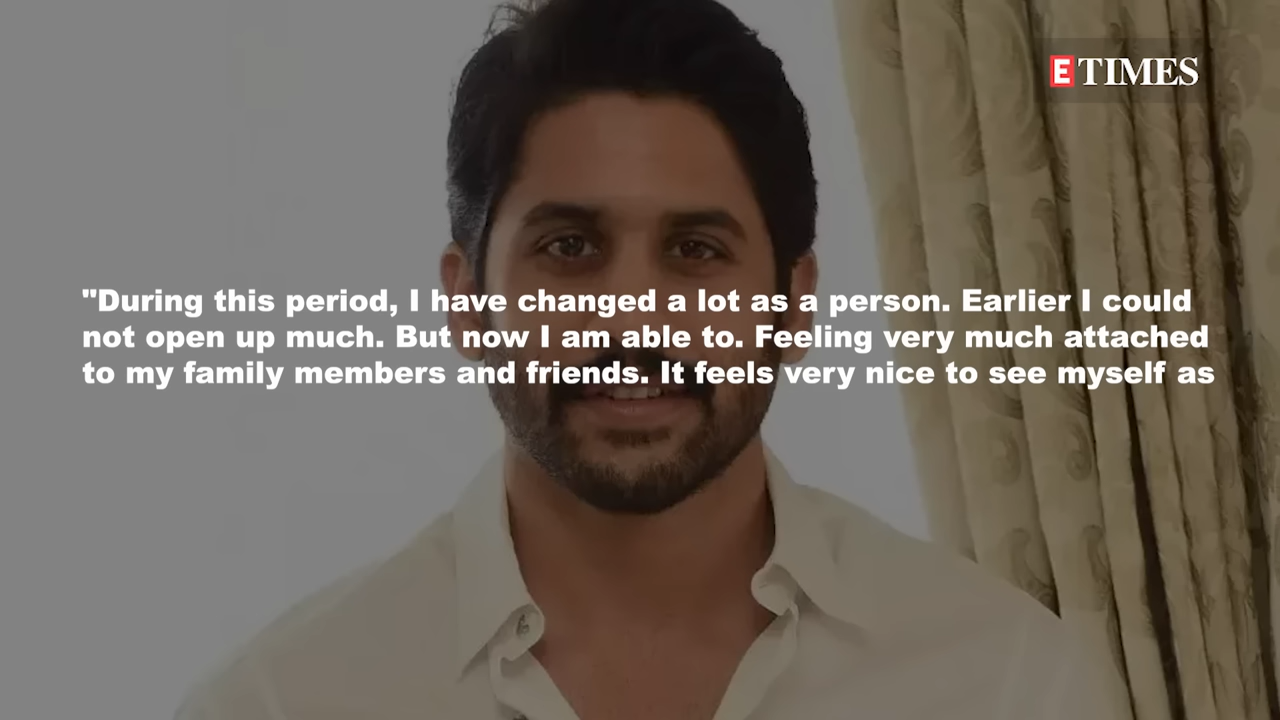 ETIMES
"During this period, I have changed a lot as a person. Earlier I could
not open up much. But now I am able to. Feeling very much attached
to my family members and friends. It feels very nice to see myself as